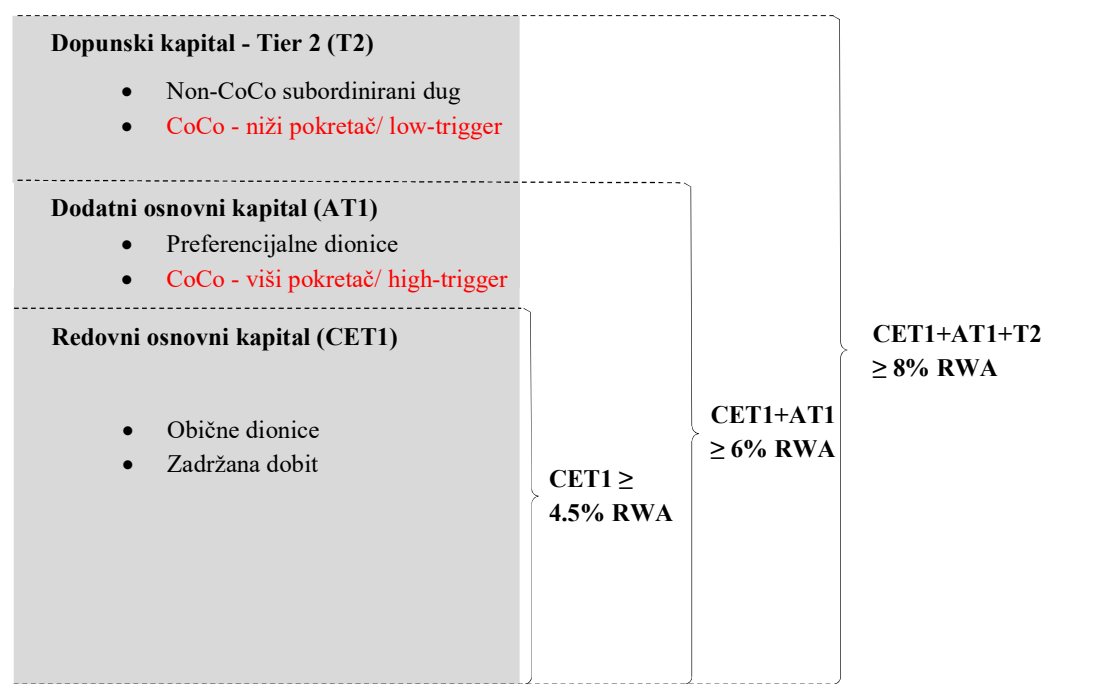 Dopunski kapital - Tier 2 (T2)
• Non-CoCo subordinirani dug
• CoCo - niži pokretač/ low-trigger
Dodatni osnovni kapital (AT1)
• Preferencijalne dionice
• CoCo - viši pokretač/ high-trigger
Redovni osnovni kapital (CET1)
• Obične dionice
• Zadržana dobit
CET1 ≥
4.5% RWA
CET1+AT1
≥ 6% RWA
CET1+AT1+T2
≥ 8% RWA